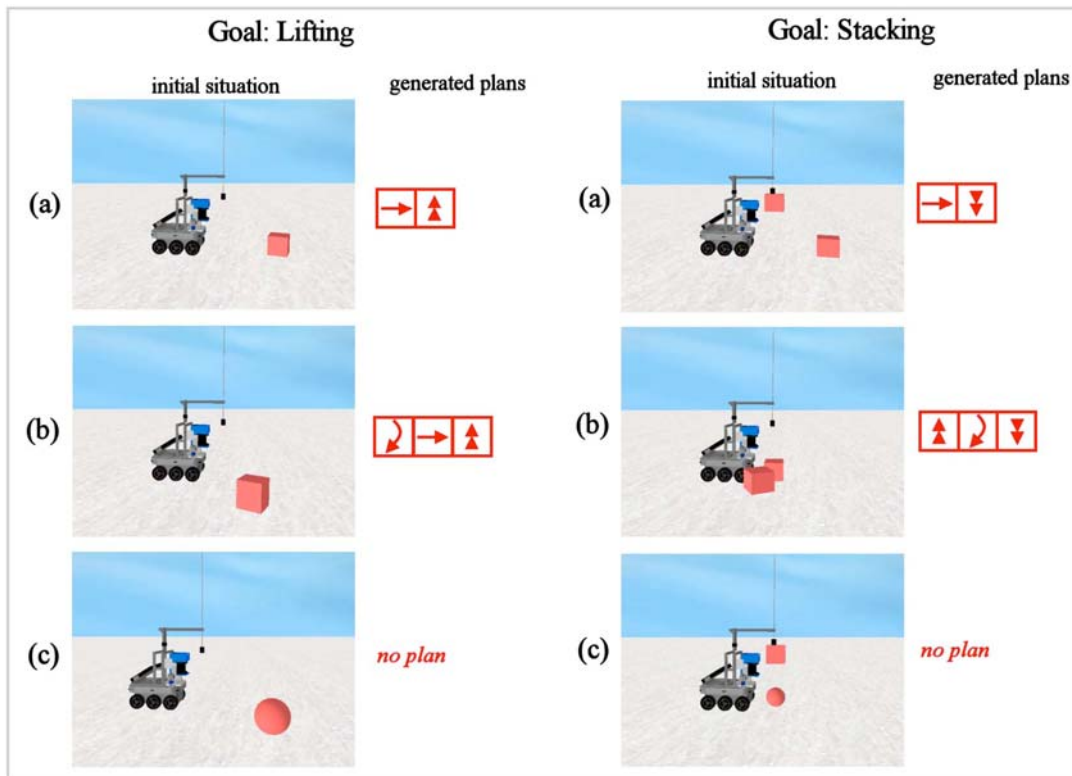 Goal: Lifting
initial situation
generated plans
(a)
(b)
(c)
no plan
Goal: Stacking
initial situation
generated plans
(a)
(b)
(c)
no plan